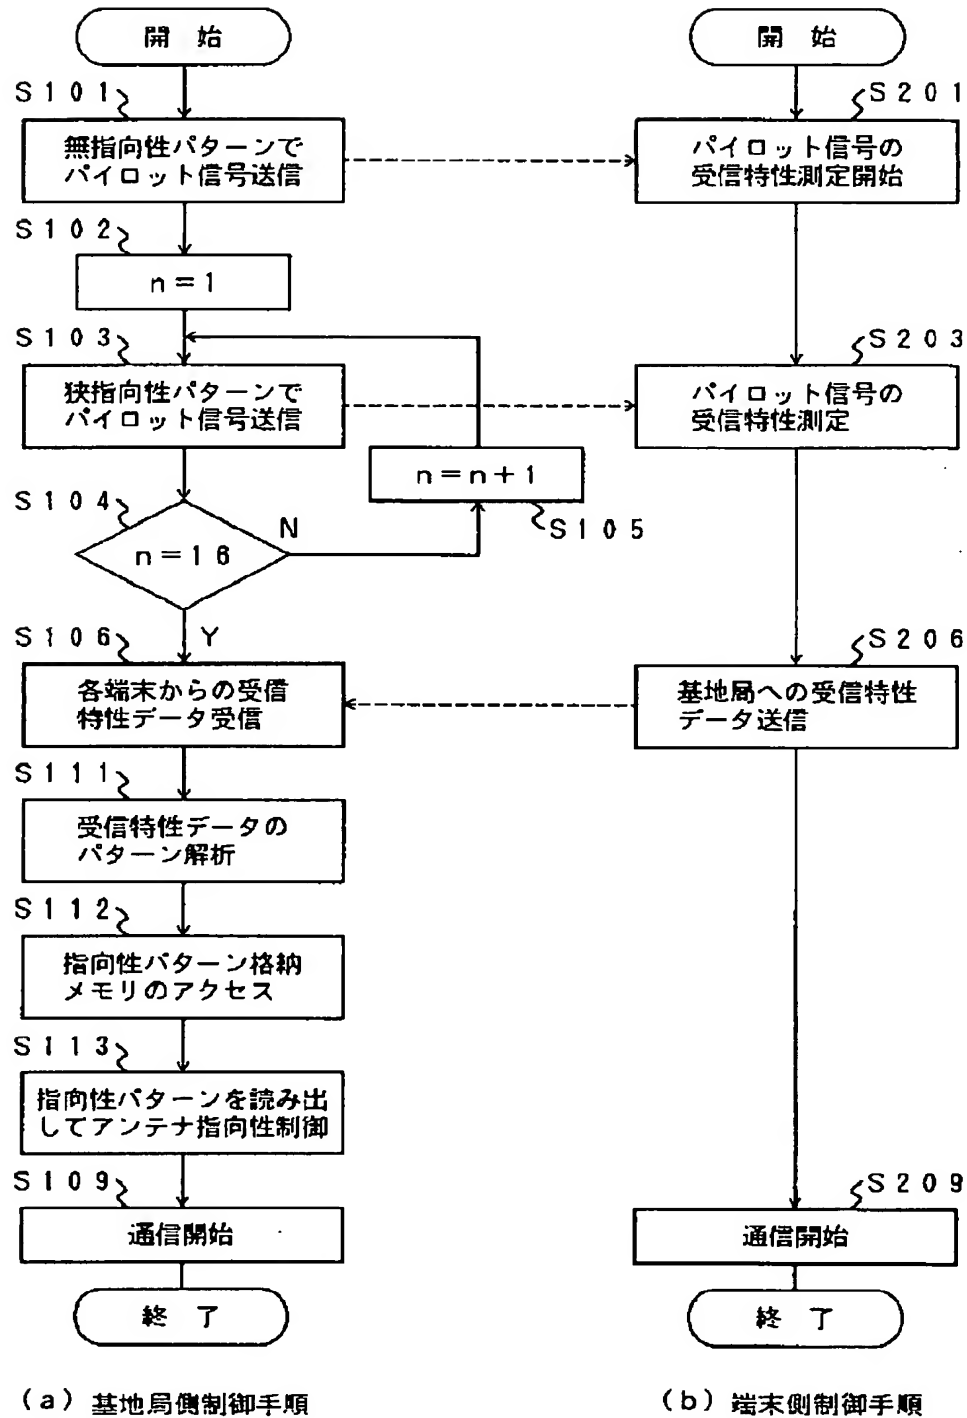 開 始
S101
無指向性パターンで
パイロット信号送信
S102
n=1
S103
狭指向性パターンで
パイロット信号送信
n=n+1
S105
S104
n=16
N
Y
S106
各端末からの受信
特性データ受信
S111
受信特性データの
パターン解析
S112
指向性パターン格納
メモリのアクセス
S113
指向性パターンを読み出
してアンテナ指向性制御
S109
通信開始
終 了
(a) 基地局側制御手順
開 始
S201
パイロット信号の
受信特性測定開始
S203
パイロット信号の
受信特性測定
S206
基地局への受信特性
データ送信
S209
通信開始
終 了
(b) 端末側制御手順